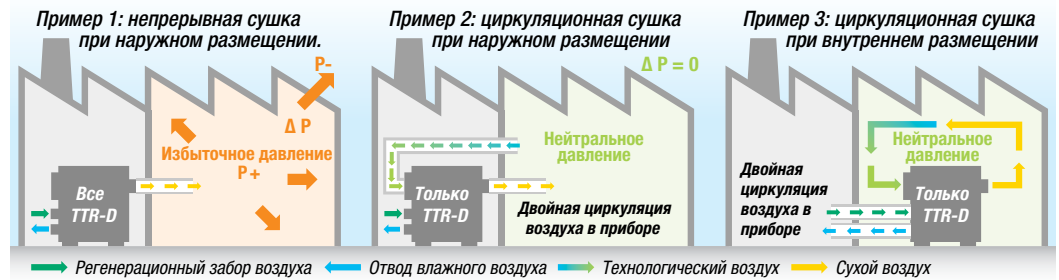 Пример 1: непрерывная сушка
при наружном размещении.
P-
Δ P
Избыточное давление
P+
Все
TTR-D
Пример 2: циркуляционная сушка
при наружном размещении
Δ P = 0
Нейтральное
давление
Только
TTR-D
Двойная циркуляция
воздуха в приборе
Пример 3: циркуляционная сушка
при внутреннем размещении
Нейтральное
давление
Двойная
циркуляция
воздуха в
приборе
Только
TTR-D
Регенерационный забор воздуха
Отвод влажного воздуха
Технологический воздух
Сухой воздух